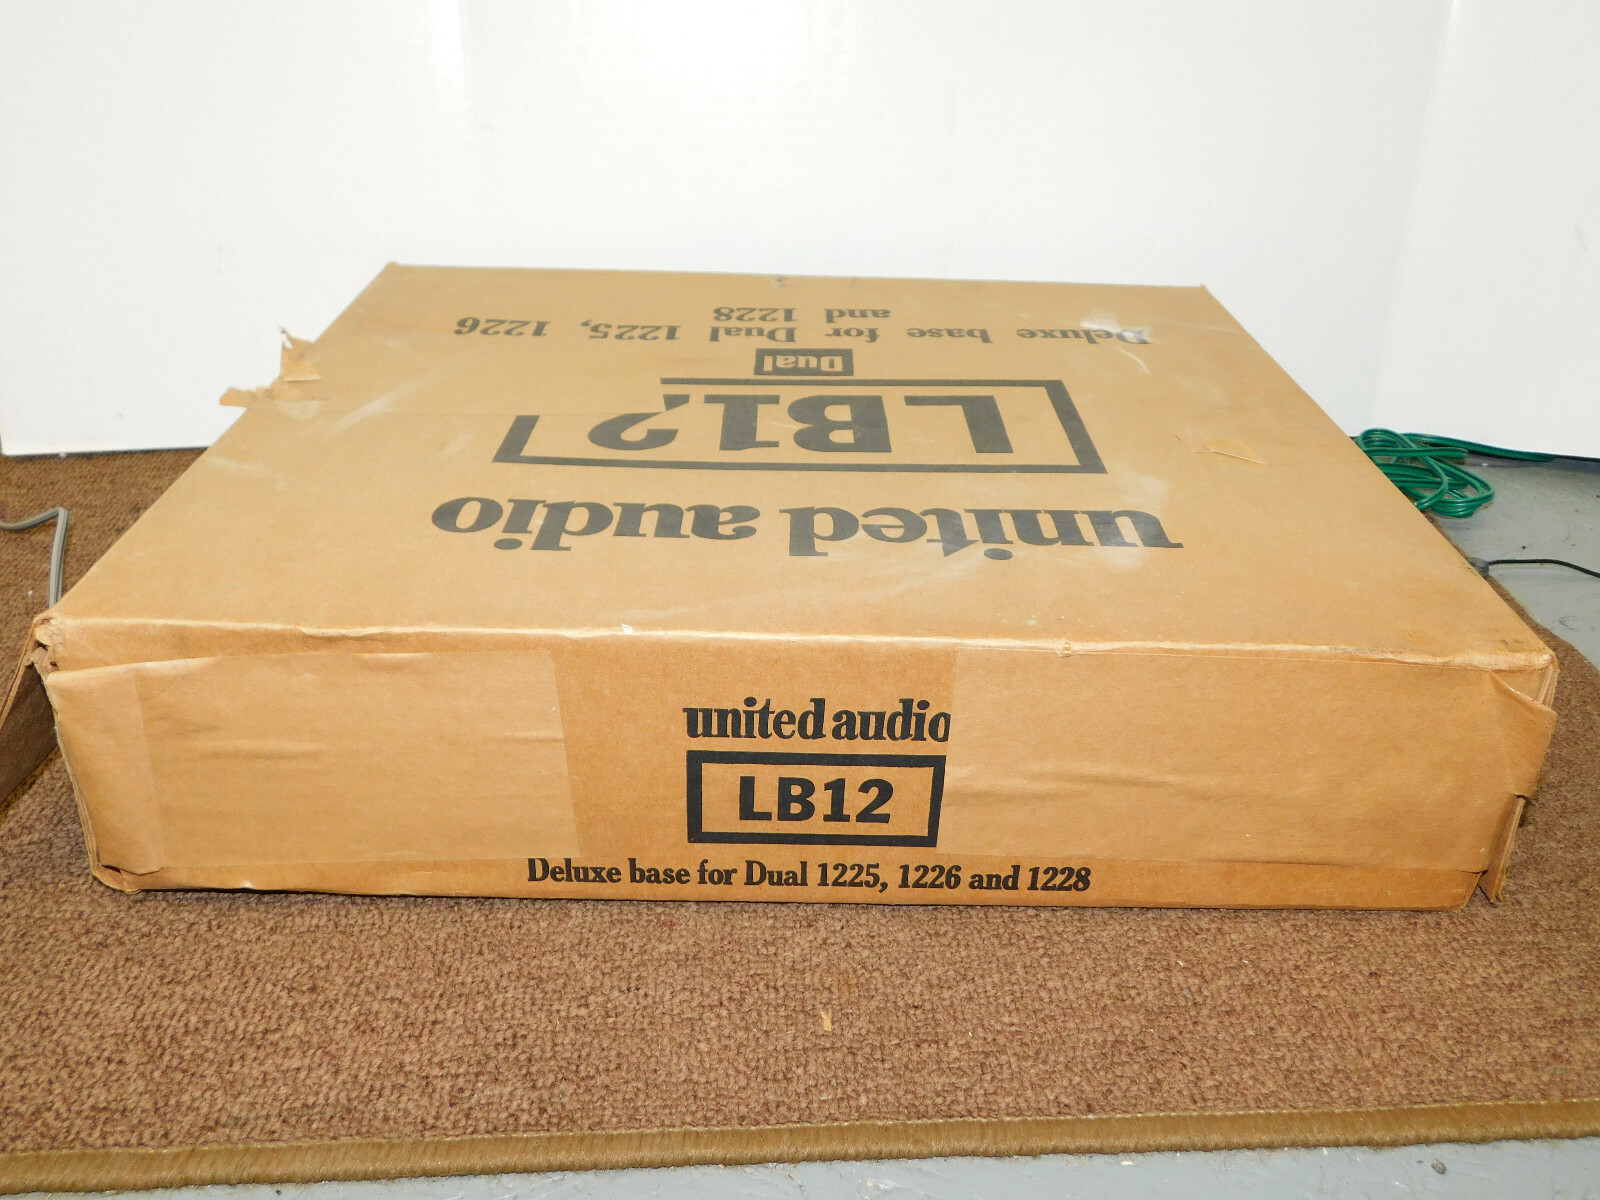 united audio
LB12
Dual
Deluxe base for Dual 1225, 1226
and 1228
united audio
LB12
Deluxe base for Dual 1225, 1226 and 1228